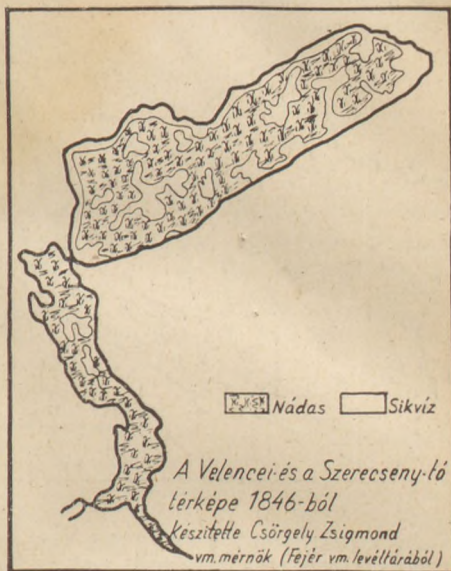 Nádas Sikvíz
A Velencei-és a Szerecseny-tó
térképe 1846-ból
készítette Csörgely Zsigmond
vm. mérnök (Fejér vm. levéltárából)